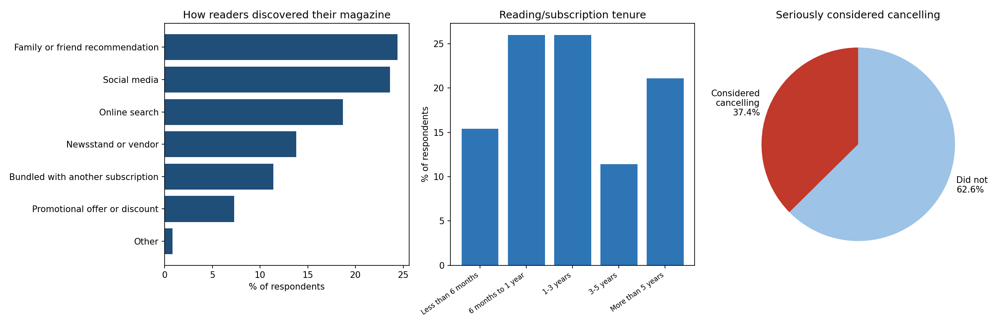 How readers discovered their magazine
Family or friend recommendation
Social media
Online search
Newsstand or vendor
Bundled with another subscription
Promotional offer or discount
Other
0 5 10 15 20 25
% of respondents
Reading/subscription tenure
% of respondents
25
20
15
10
5
0
Less than 6 months
6 months to 1 year
1-3 years
3-5 years
More than 5 years
Seriously considered cancelling
Considered
cancelling
37.4%
Did not
62.6%